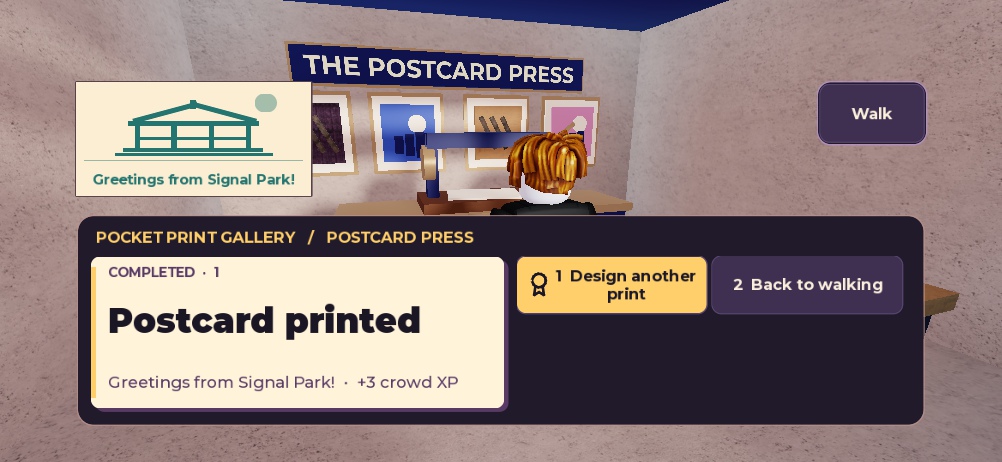 THE POSTCARD PRESS
Greetings from Signal Park!
Walk
POCKET PRINT GALLERY / POSTCARD PRESS
COMPLETED · 1
Postcard printed
Greetings from Signal Park! · +3 crowd XP
1 Design another
print
2 Back to walking